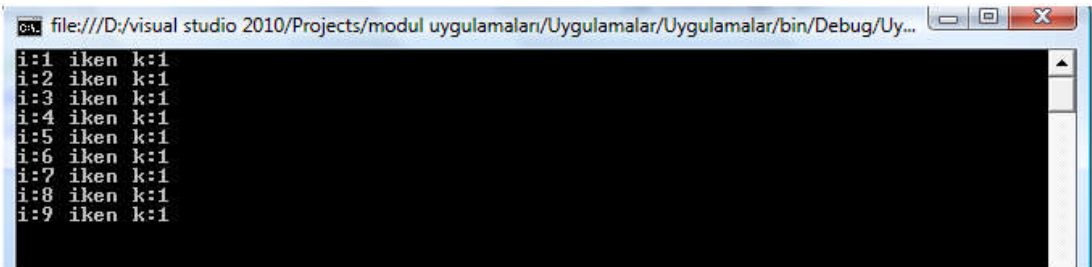 file:///D:/visual studio 2010/Projects/modul uygulamaları/Uygulamalar/Uygulamalar/bin/Debug/Uy...
i:1 iken k:1
i:2 iken k:1
i:3 iken k:1
i:4 iken k:1
i:5 iken k:1
i:6 iken k:1
i:7 iken k:1
i:8 iken k:1
i:9 iken k:1